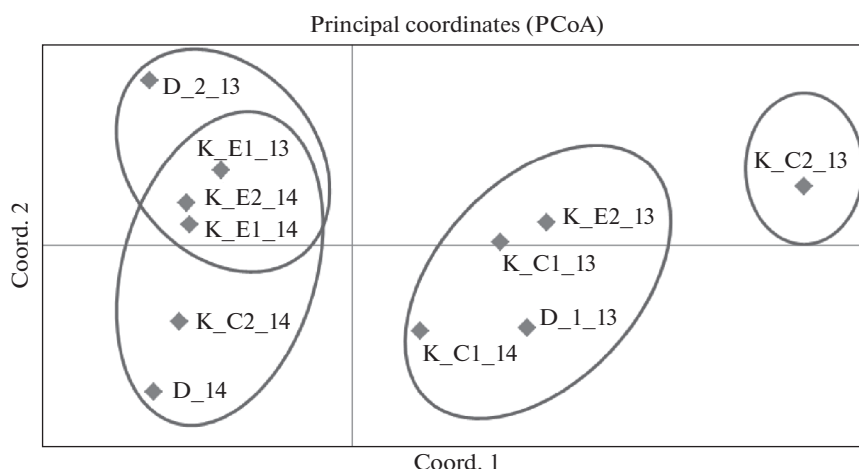 Principal coordinates (PCoA)
D_2_13
K_E1_13
K_C2_13
K_E2_14
K_E2_13
K_E1_14
K_C1_13
Coord. 2
K_C2_14
D_1_13
K_C1_14
D_14
Coord. 1